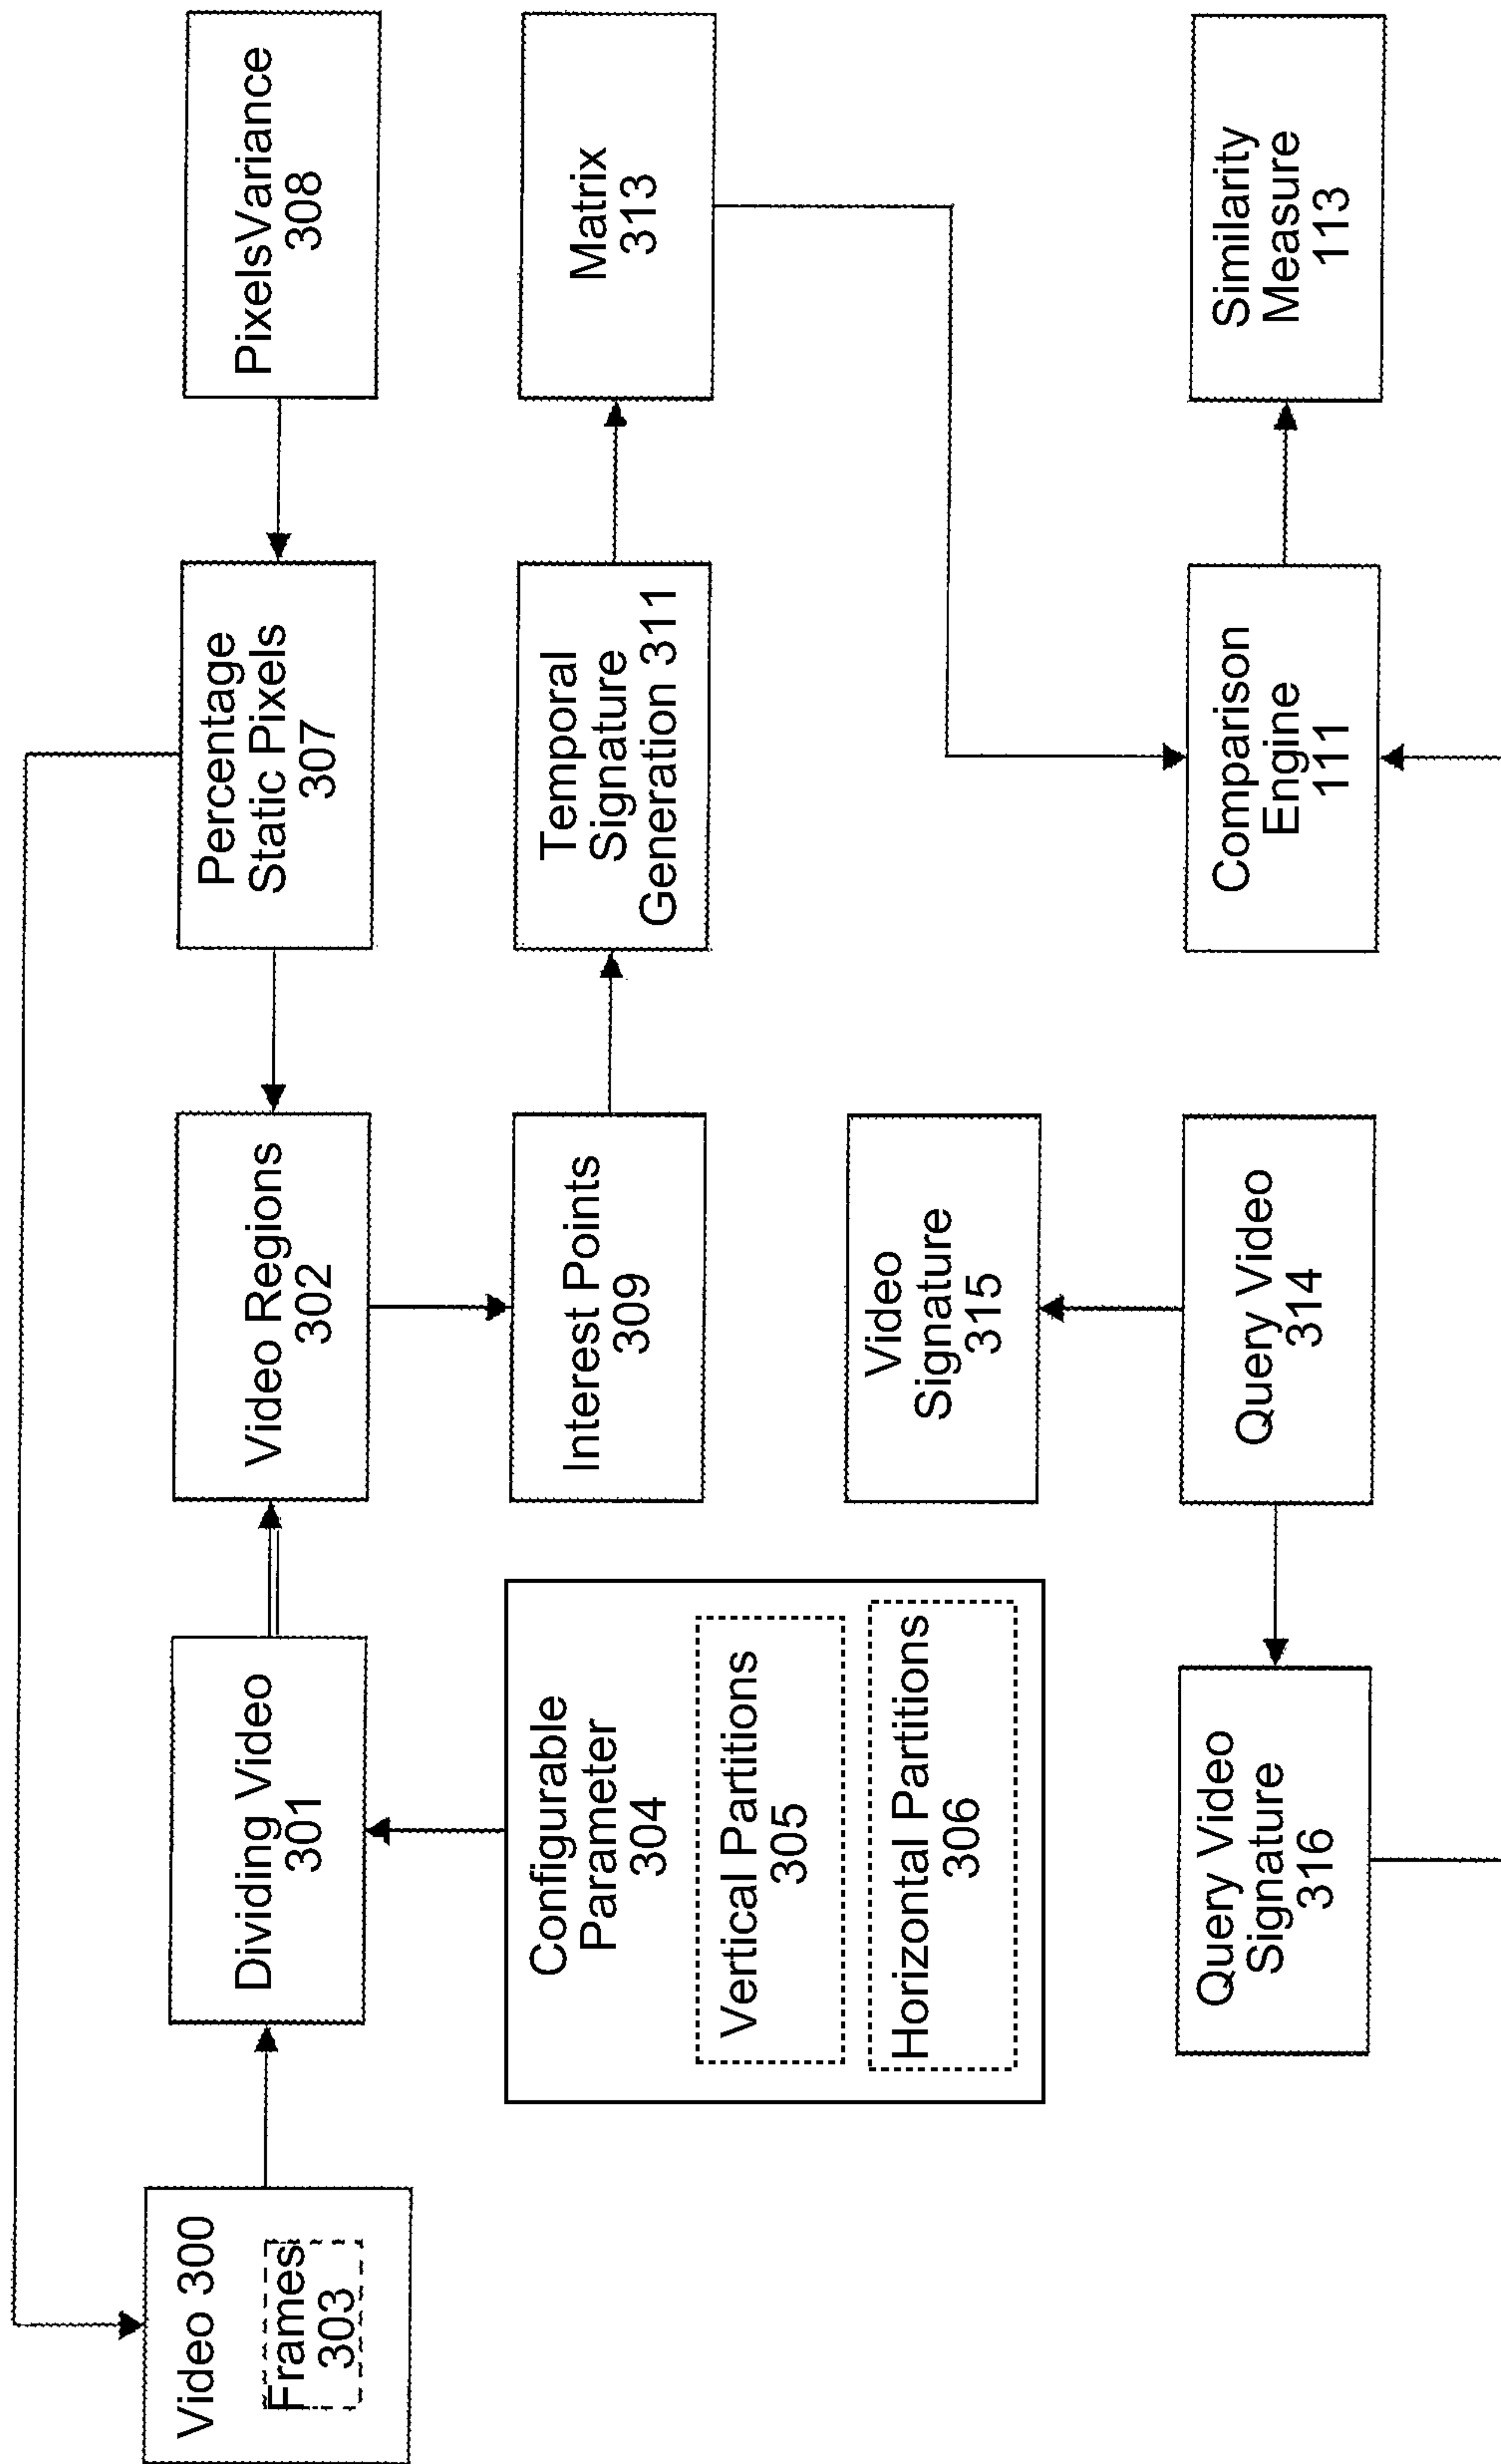 Video 300
Frames
303
Dividing Video
301
Video Regions
302
Percentage
Static Pixels
307
PixelsVariance
308
Configurable
Parameter
304
Vertical Partitions
305
Horizontal Partitions
306
Interest Points
309
Temporal
Signature
Generation 311
Matrix
313
Video
Signature
315
Query Video
Signature
316
Query Video
314
Comparison
Engine
111
Similarity
Measure
113